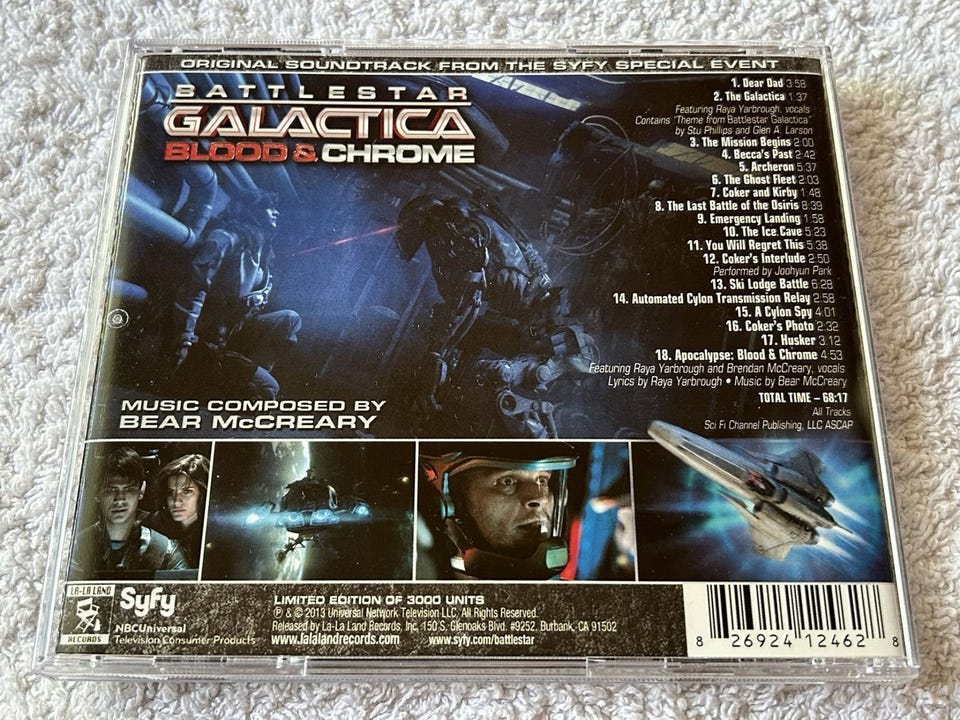 ORIGINAL SOUNDTRACK FROM THE SYFY SPECIAL EVENT
BATTLESTAR
GALACTICA
BLOOD & CHROME
1. Dear Dad 3:58
2. The Galactica 1:37
Featuring Raya Yarbrough, vocals
Contains "Theme from Battlestar Galactica"
by Stu Phillips and Glen A. Larson
3. The Mission Begins 2:00
4. Becca's Past 2:42
5. Archeron 5:37
6. The Ghost Fleet 2:03
7. Coker and Kirby 1:48
8. The Last Battle of the Osiris 8:39
9. Emergency Landing 1:58
10. The Ice Cave 5:23
11. You Will Regret This 5:38
12. Coker's Interlude 2:50
Performed by Joohyun Park
13. Ski Lodge Battle 6:28
14. Automated Cylon Transmission Relay 2:58
15. A Cylon Spy 4:01
16. Coker's Photo 2:32
17. Husker 3:12
18. Apocalypse: Blood & Chrome 4:53
Featuring Raya Yarbrough and Brendan McCreary, vocals
Lyrics by Raya Yarbrough • Music by Bear McCreary
TOTAL TIME – 68:17
All Tracks
Sci Fi Channel Publishing, LLC ASCAP
MUSIC COMPOSED BY
BEAR McCREARY
LA-LA LAND
RECORDS
Syfy
NBCUniversal
Television Consumer Products
LIMITED EDITION OF 3000 UNITS
℗ & © 2013 Universal Network Television LLC. All Rights Reserved.
Released by La-La Land Records, Inc. 150 S. Glenoaks Blvd. #9252, Burbank, CA 91502
www.lalalandrecords.com www.syfy.com/battlestar
8 26924 12462 8